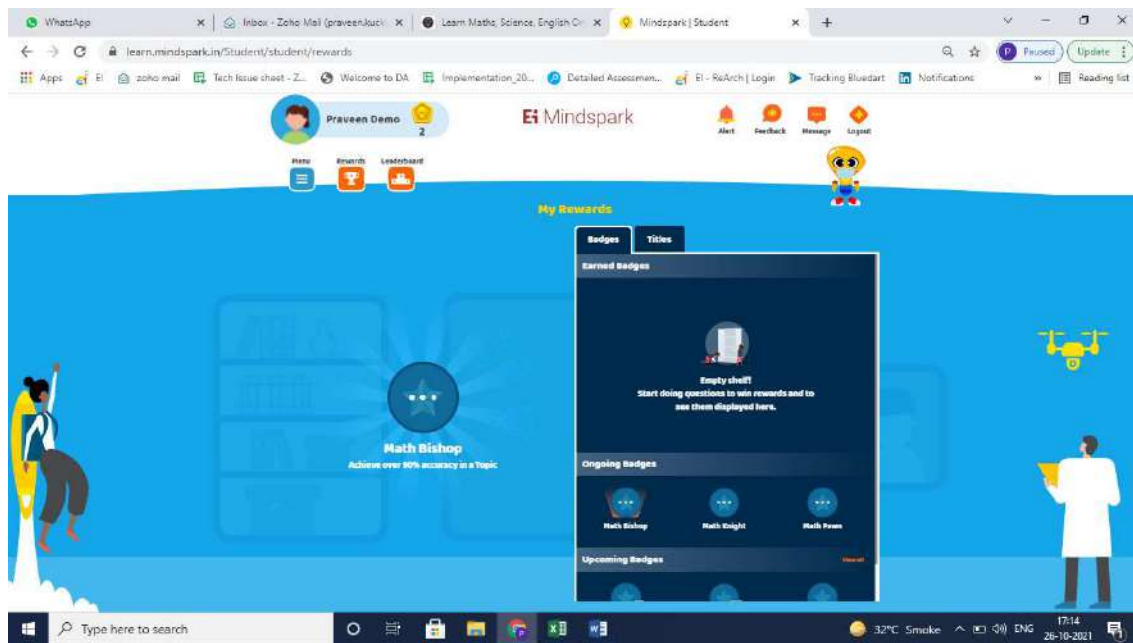 WhatsApp
Inbox - Zoho Mail (praveen.kuck
Learn Maths, Science, English On
Mindspark | Student
learn.mindspark.in/Student/student/rewards
P Paused
Update
Apps
EI
zoho mail
Tech Issue sheet - Z...
Welcome to DA
Implementation_20...
Detailed Assessmen...
EI - ReArch | Login
Tracking Bluedart
Notifications
Reading list
Praveen Demo
2
Ei Mindspark
Alert
Feedback
Message
Logout
Menu
Rewards
Leaderboard
My Rewards
Badges
Titles
Earned Badges
Empty shelf!
Start doing questions to win rewards and to
see them displayed here.
Math Bishop
Achieve over 90% accuracy in a Topic
Ongoing Badges
Math Bishop
Math Knight
Math Pawn
Upcoming Badges
View all
Type here to search
32°C Smoke
ENG
17:14
26-10-2021